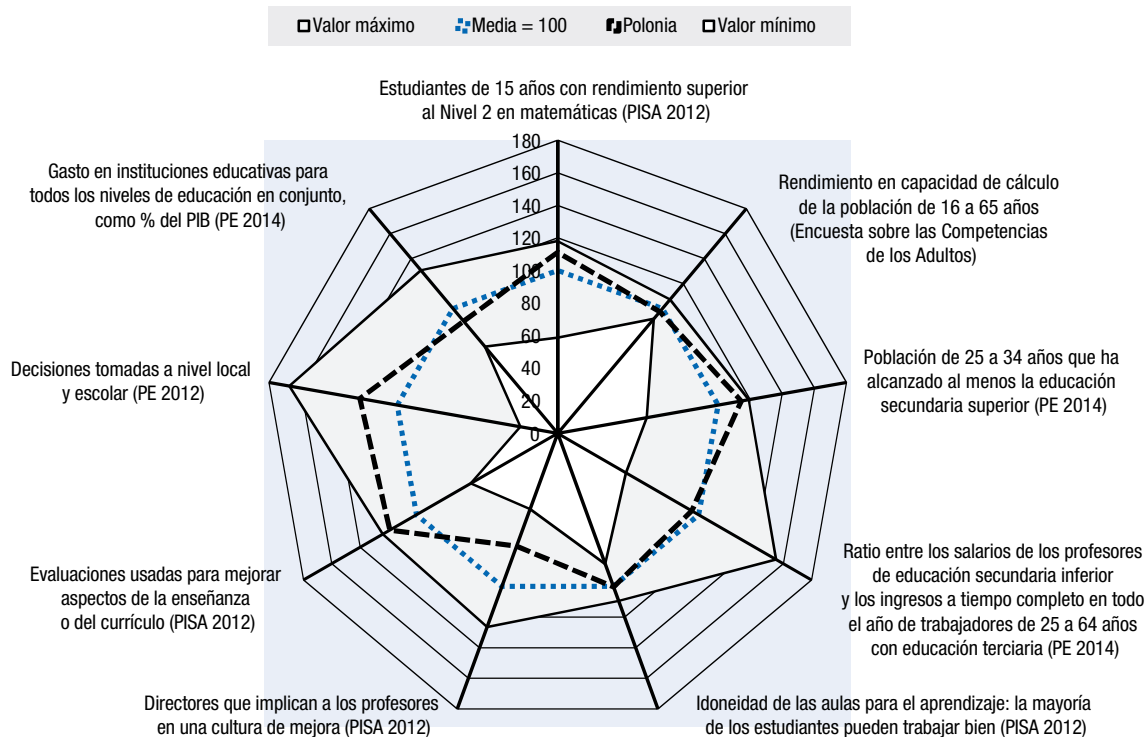 Valor máximo Media = 100 Polonia Valor mínimo
Estudiantes de 15 años con rendimiento superior
al Nivel 2 en matemáticas (PISA 2012)
Gasto en instituciones educativas para
todos los niveles de educación en conjunto,
como % del PIB (PE 2014)
Rendimiento en capacidad de cálculo
de la población de 16 a 65 años
(Encuesta sobre las Competencias
de los Adultos)
180
160
140
120
100
80
60
40
20
0
Decisiones tomadas a nivel local
y escolar (PE 2012)
Población de 25 a 34 años que ha
alcanzado al menos la educación
secundaria superior (PE 2014)
Evaluaciones usadas para mejorar
aspectos de la enseñanza
o del currículo (PISA 2012)
Ratio entre los salarios de los profesores
de educación secundaria inferior
y los ingresos a tiempo completo en todo
el año de trabajadores de 25 a 64 años
con educación terciaria (PE 2014)
Directores que implican a los profesores
en una cultura de mejora (PISA 2012)
Idoneidad de las aulas para el aprendizaje: la mayoría
de los estudiantes pueden trabajar bien (PISA 2012)